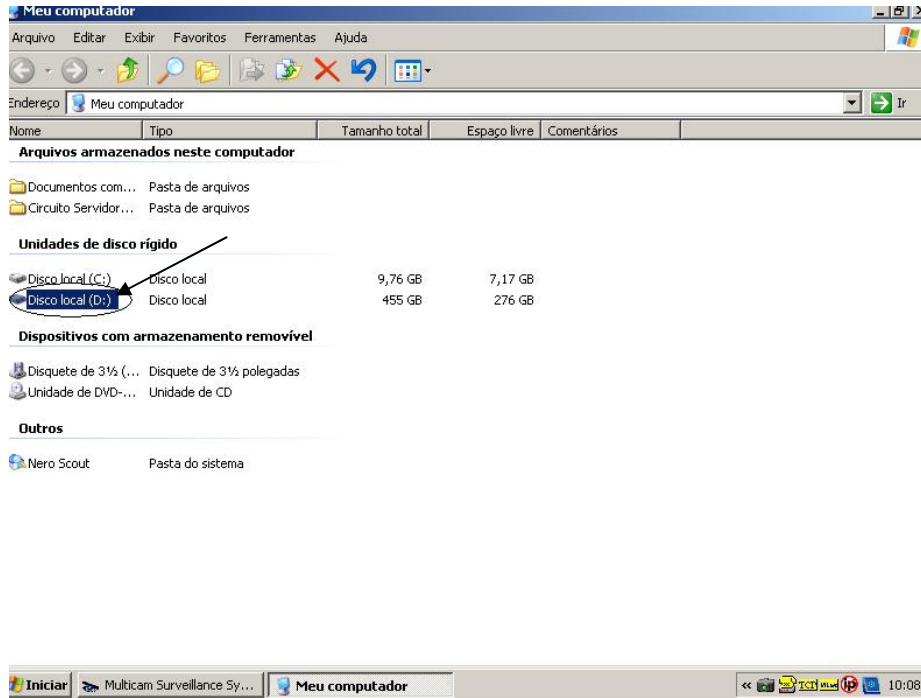 Meu computador
Arquivo Editar Exibir Favoritos Ferramentas Ajuda
Endereço Meu computador Ir
Nome Tipo Tamanho total Espaço livre Comentários
Arquivos armazenados neste computador
Documentos com... Pasta de arquivos
Circuito Servidor... Pasta de arquivos
Unidades de disco rígido
Disco local (C:) Disco local 9,76 GB 7,17 GB
Disco local (D:) Disco local 455 GB 276 GB
Dispositivos com armazenamento removível
Disquete de 3½ (... Disquete de 3½ polegadas
Unidade de DVD-... Unidade de CD
Outros
Nero Scout Pasta do sistema
Iniciar Multicam Surveillance Sy... Meu computador « 10:08